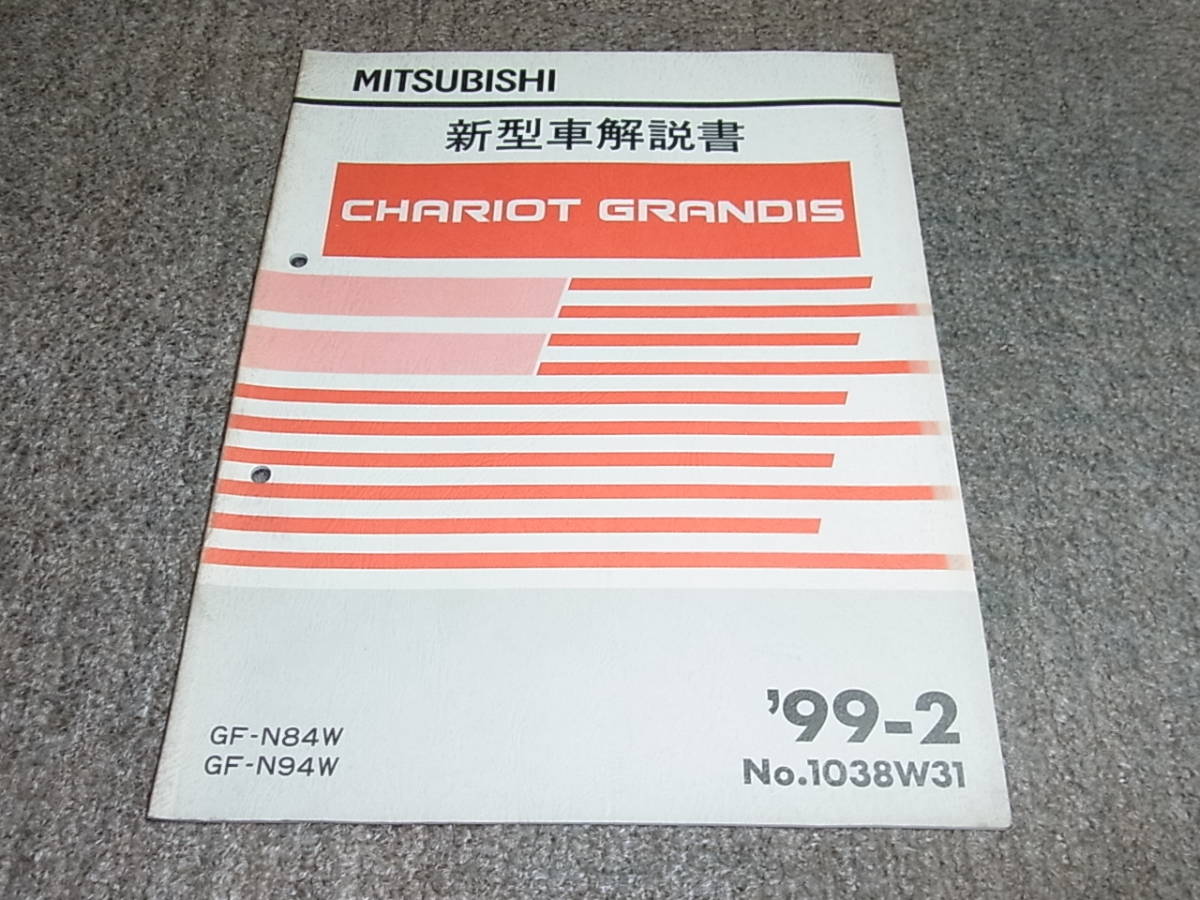 MITSUBISHI
新型車解説書
CHARIOT GRANDIS
GF-N84W
GF-N94W
'99-2
No.1038W31